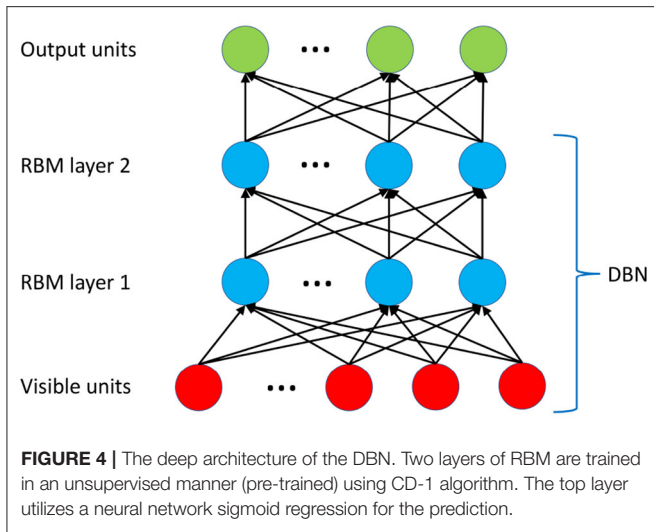 Output units
...
RBM layer 2
...
RBM layer 1
...
DBN
Visible units
...
FIGURE 4 | The deep architecture of the DBN. Two layers of RBM are trained
in an unsupervised manner (pre-trained) using CD-1 algorithm. The top layer
utilizes a neural network sigmoid regression for the prediction.